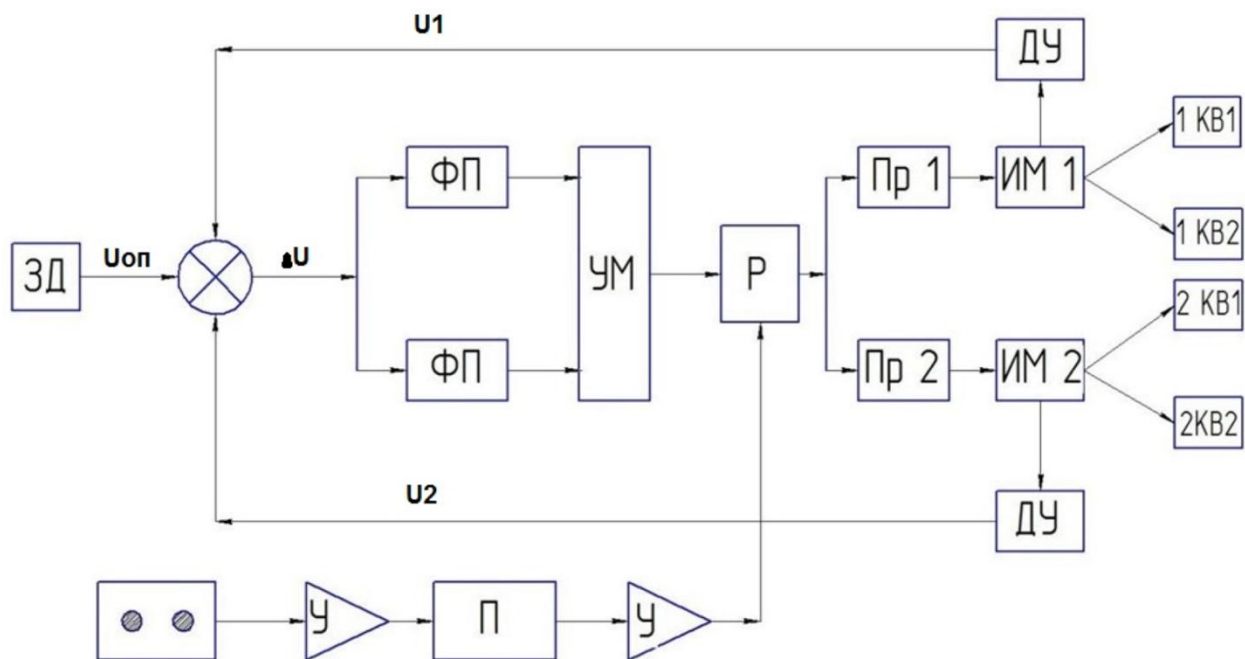 U1
ДУ
1 КВ1
ФП
Пр 1
ИМ 1
1 КВ2
ЗД
Uоп
U
УМ
Р
2 КВ1
ФП
Пр 2
ИМ 2
2КВ2
U2
ДУ
У
П
У